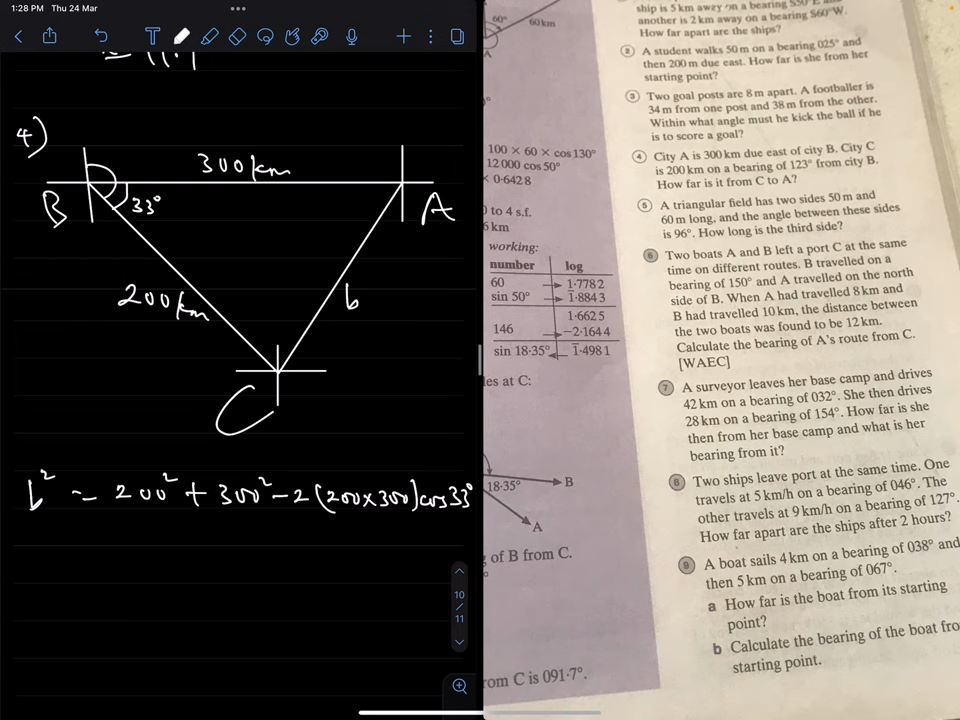 1:28 PM Thu 24 Mar
4)
300km
B
33°
A
200km
b
C
b² = 200² + 300² - 2(200x300)cos33°
10
/
11
60°
60km
A
100 × 60 × cos130°
12 000 cos 50°
× 0·6428
) to 4 s.f.
6 km
working:
number log
60 → 1̄·7782
sin 50° → 1̄·8843
1·6625
146 → −2·1644
sin 18·35° ← 1̄·4981
les at C:
18·35°
B
A
of B from C.
rom C is 091·7°.
ship is 5 km away on a bearing S50°E and
another is 2 km away on a bearing S60°W.
How far apart are the ships?
2 A student walks 50 m on a bearing 025° and
then 200 m due east. How far is she from her
starting point?
3 Two goal posts are 8 m apart. A footballer is
34 m from one post and 38 m from the other.
Within what angle must he kick the ball if he
is to score a goal?
4 City A is 300 km due east of city B. City C
is 200 km on a bearing of 123° from city B.
How far is it from C to A?
5 A triangular field has two sides 50 m and
60 m long, and the angle between these sides
is 96°. How long is the third side?
6 Two boats A and B left a port C at the same
time on different routes. B travelled on a
bearing of 150° and A travelled on the north
side of B. When A had travelled 8 km and
B had travelled 10 km, the distance between
the two boats was found to be 12 km.
Calculate the bearing of A's route from C.
[WAEC]
7 A surveyor leaves her base camp and drives
42 km on a bearing of 032°. She then drives
28 km on a bearing of 154°. How far is she
then from her base camp and what is her
bearing from it?
8 Two ships leave port at the same time. One
travels at 5 km/h on a bearing of 046°. The
other travels at 9 km/h on a bearing of 127°.
How far apart are the ships after 2 hours?
9 A boat sails 4 km on a bearing of 038° and
then 5 km on a bearing of 067°.
a How far is the boat from its starting
point?
b Calculate the bearing of the boat fro
starting point.